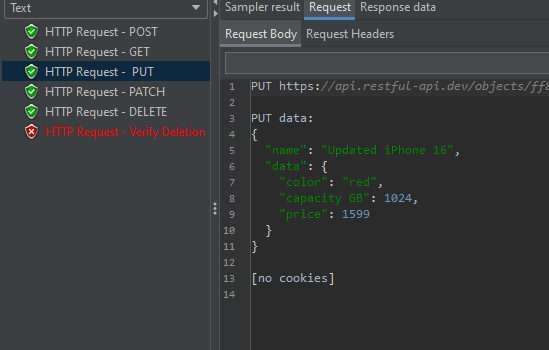 Text
HTTP Request - POST
HTTP Request - GET
HTTP Request -  PUT
HTTP Request - PATCH
HTTP Request - DELETE
HTTP Request - Verify Deletion
Sampler result Request Response data
Request Body Request Headers
1 PUT https://api.restful-api.dev/objects/ff8
2
3 PUT data:
4 {
5   "name": "Updated iPhone 16",
6   "data": {
7     "color": "red",
8     "capacity GB": 1024,
9     "price": 1599
10   }
11 }
12
13 [no cookies]
14